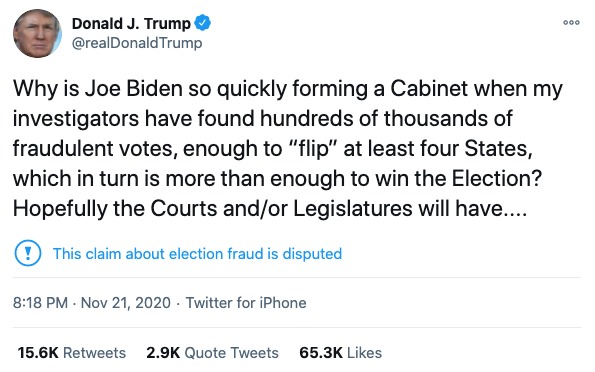 Donald J. Trump
@realDonaldTrump
Why is Joe Biden so quickly forming a Cabinet when my
investigators have found hundreds of thousands of
fraudulent votes, enough to “flip” at least four States,
which in turn is more than enough to win the Election?
Hopefully the Courts and/or Legislatures will have....
This claim about election fraud is disputed
8:18 PM · Nov 21, 2020 · Twitter for iPhone
15.6K Retweets 2.9K Quote Tweets 65.3K Likes